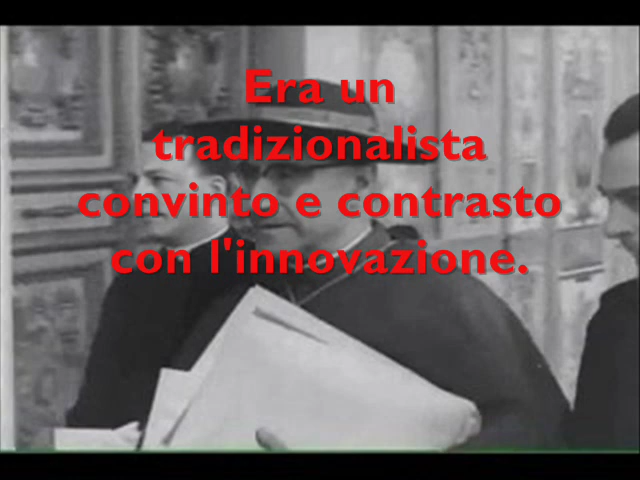 Era un
tradizionalista
convinto e contrasto
con l'innovazione.